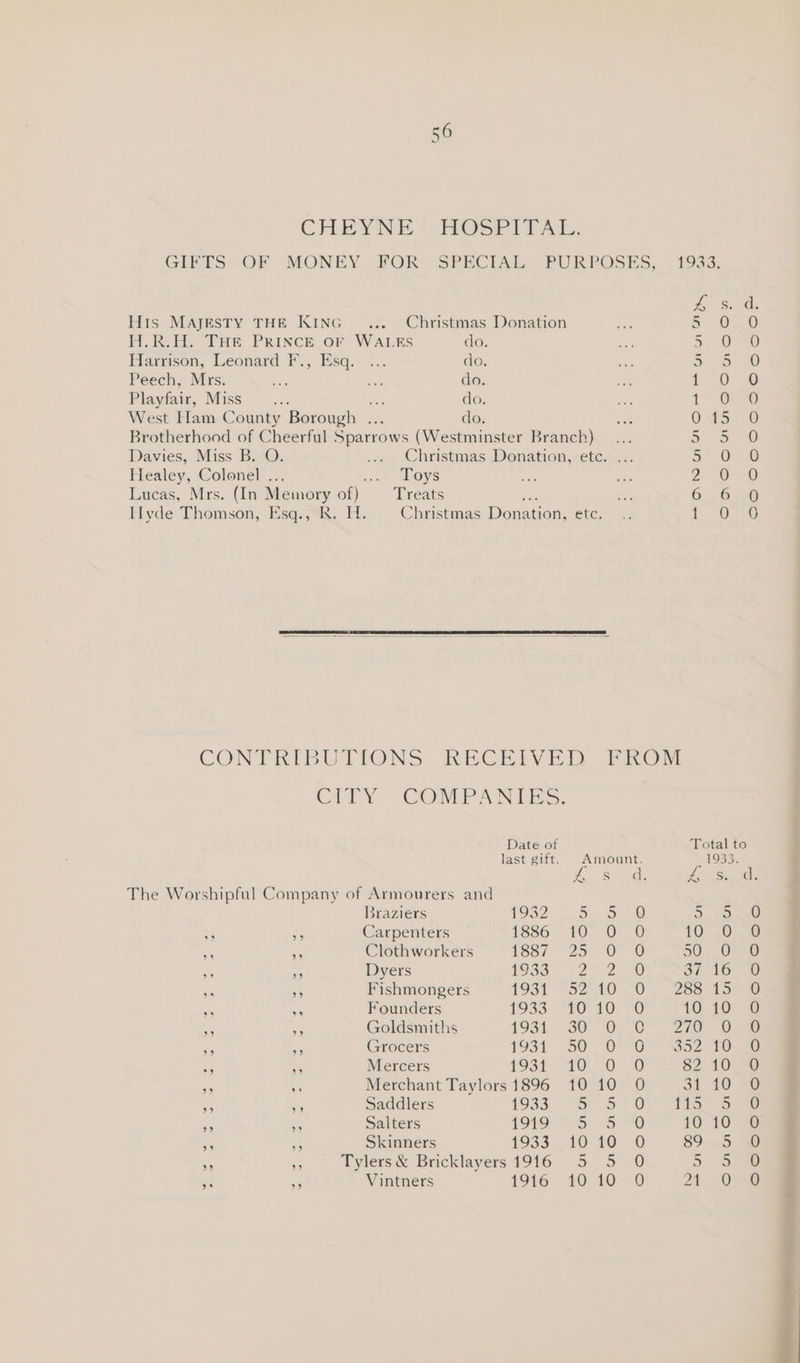 56
CHEYNE HOSPITAL.
GIFTS OF MONEY FOR SPECIAL PURPOSES, 1933.
£ s. d.
His Majesty the King ... Christmas Donation ... 5 0 0
H.R.H. The Prince of Wales do. ... 5 0 0
Harrison, Leonard F., Esq. ... do. ... 5 5 0
Peech, Mrs. ... ... do. ... 1 0 0
Playfair, Miss ... ... do. ... 1 0 0
West Ham County Borough ... do. ... 0 15 0
Brotherhood of Cheerful Sparrows (Westminster Branch) ... 5 5 0
Davies, Miss B. O. ... Christmas Donation, etc. ... 5 0 0
Healey, Colonel ... ... Toys ... ... 2 0 0
Lucas, Mrs. (In Memory of) Treats ... ... 6 6 0
Hyde Thomson, Esq., R. H. Christmas Donation, etc. .. 1 0 0
CONTRIBUTIONS RECEIVED FROM
CITY COMPANIES.
Date of Total to
last gift. Amount. 1933.
£ s d. £ s. d.
The Worshipful Company of Armourers and
Braziers 1932 5 5 0 5 5 0
,, ,, Carpenters 1886 10 0 0 10 0 0
,, ,, Clothworkers 1887 25 0 0 50 0 0
,, ,, Dyers 1933 2 2 0 37 16 0
,, ,, Fishmongers 1931 52 10 0 288 15 0
,, ,, Founders 1933 10 10 0 10 10 0
,, ,, Goldsmiths 1931 30 0 0 270 0 0
,, ,, Grocers 1931 50 0 0 352 10 0
,, ,, Mercers 1931 10 0 0 82 10 0
,, ,, Merchant Taylors 1896 10 10 0 31 10 0
,, ,, Saddlers 1933 5 5 0 115 5 0
,, ,, Salters 1919 5 5 0 10 10 0
,, ,, Skinners 1933 10 10 0 89 5 0
,, ,, Tylers & Bricklayers 1916 5 5 0 5 5 0
,, ,, Vintners 1916 10 10 0 21 0 0